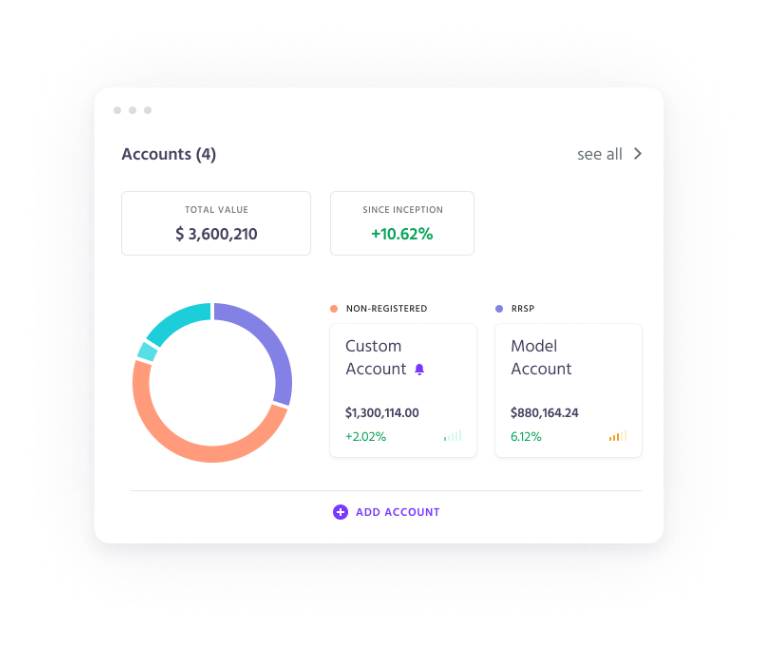 Accounts (4)
see all
TOTAL VALUE
$ 3,600,210
SINCE INCEPTION
+10.62%
NON-REGISTERED
Custom
Account
$1,300,114.00
+2.02%
RRSP
Model
Account
$880,164.24
6.12%
ADD ACCOUNT